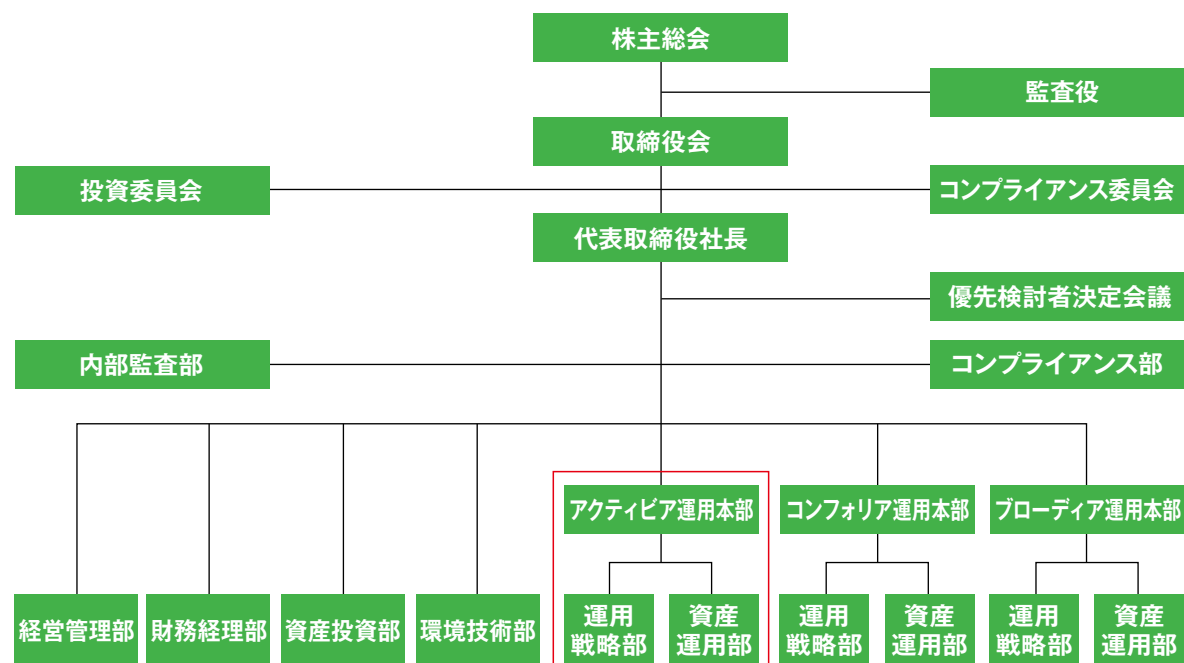 株主総会
監査役
取締役会
投資委員会
コンプライアンス委員会
代表取締役社長
優先検討者決定会議
内部監査部
コンプライアンス部
アクティビア運用本部
コンフォリア運用本部
ブローディア運用本部
経営管理部
財務経理部
資産投資部
環境技術部
運用
戦略部
資産
運用部
運用
戦略部
資産
運用部
運用
戦略部
資産
運用部